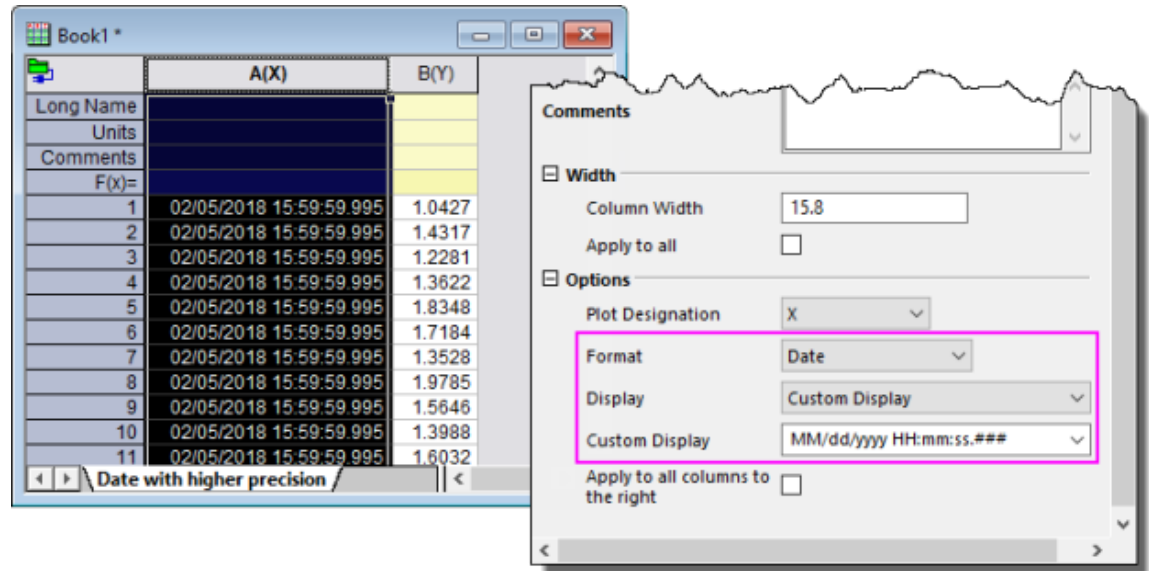 Book1 *
A(X) B(Y)
Long Name
Units
Comments
F(x)=
1 02/05/2018 15:59:59.995 1.0427
2 02/05/2018 15:59:59.995 1.4317
3 02/05/2018 15:59:59.995 1.2281
4 02/05/2018 15:59:59.995 1.3622
5 02/05/2018 15:59:59.995 1.8348
6 02/05/2018 15:59:59.995 1.7184
7 02/05/2018 15:59:59.995 1.3528
8 02/05/2018 15:59:59.995 1.9785
9 02/05/2018 15:59:59.995 1.5646
10 02/05/2018 15:59:59.995 1.3988
11 02/05/2018 15:59:59.995 1.6032
Date with higher precision
Comments
Width
Column Width 15.8
Apply to all
Options
Plot Designation X
Format Date
Display Custom Display
Custom Display MM/dd/yyyy HH:mm:ss.###
Apply to all columns to
the right